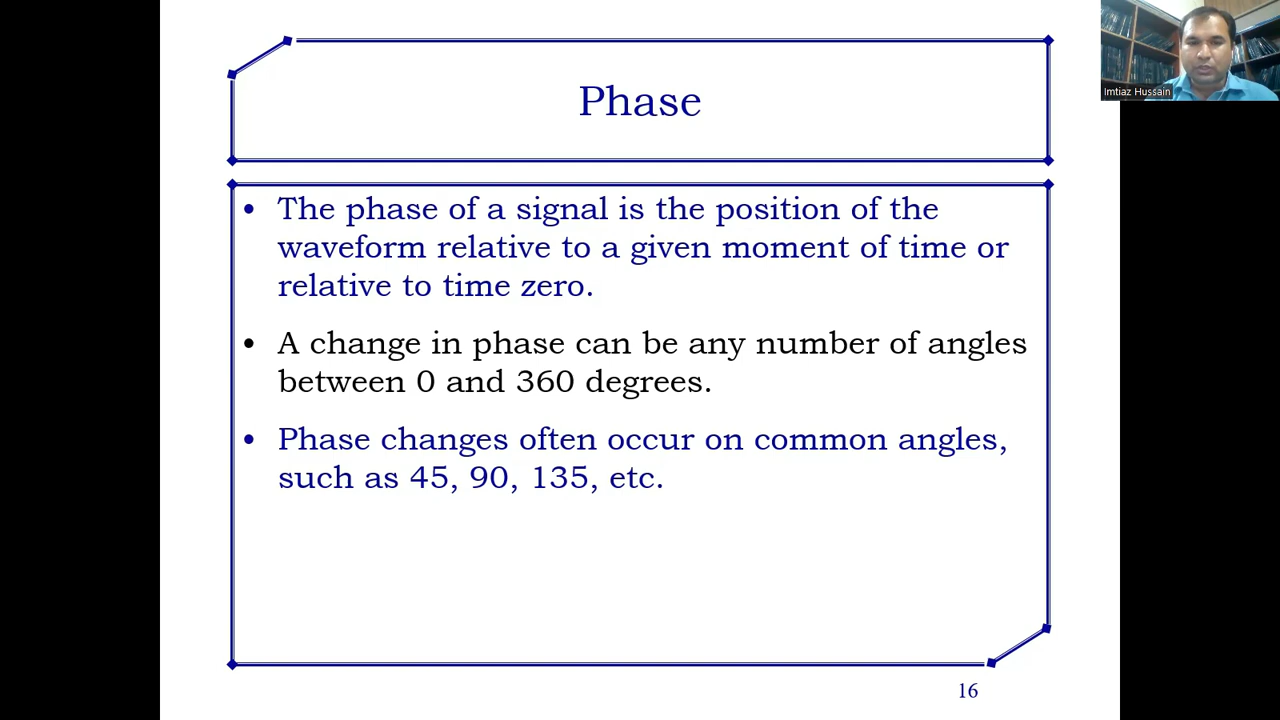 Phase
• The phase of a signal is the position of the
waveform relative to a given moment of time or
relative to time zero.
• A change in phase can be any number of angles
between 0 and 360 degrees.
• Phase changes often occur on common angles,
such as 45, 90, 135, etc.
16
Imtiaz Hussain